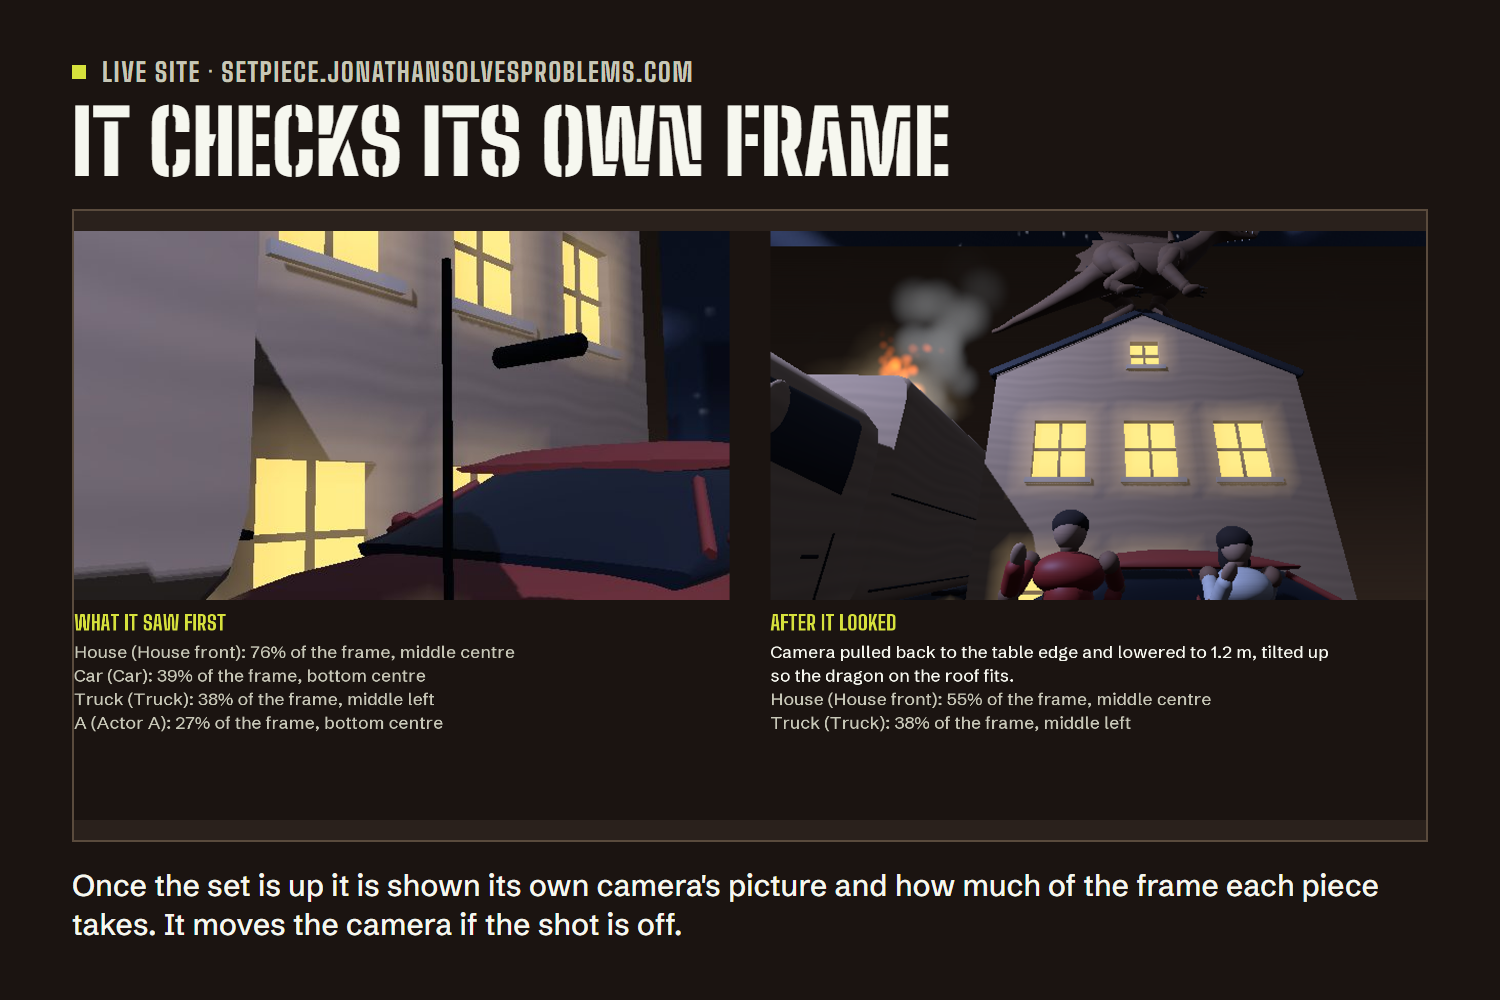 LIVE SITE · SETPIECE.JONATHANSOLVESPROBLEMS.COM
IT CHECKS ITS OWN FRAME
WHAT IT SAW FIRST
House (House front): 76% of the frame, middle centre
Car (Car): 39% of the frame, bottom centre
Truck (Truck): 38% of the frame, middle left
A (Actor A): 27% of the frame, bottom centre
AFTER IT LOOKED
Camera pulled back to the table edge and lowered to 1.2 m, tilted up
so the dragon on the roof fits.
House (House front): 55% of the frame, middle centre
Truck (Truck): 38% of the frame, middle left
Once the set is up it is shown its own camera's picture and how much of the frame each piece
takes. It moves the camera if the shot is off.